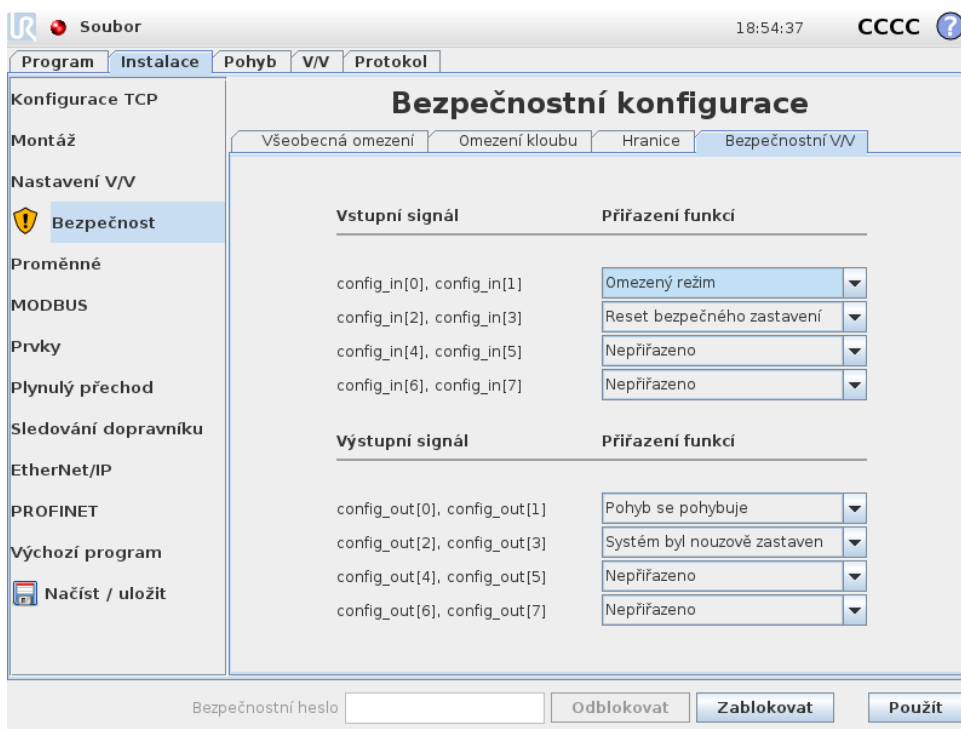 UR Soubor 18:54:37 CCCC ?
Program Instalace Pohyb V/V Protokol
Konfigurace TCP
Montáž
Nastavení V/V
Bezpečnost
Proměnné
MODBUS
Prvky
Plynulý přechod
Sledování dopravníku
EtherNet/IP
PROFINET
Výchozí program
Načíst / uložit
Bezpečnostní konfigurace
Všeobecná omezení Omezení kloubu Hranice Bezpečnostní V/V
Vstupní signál Přiřazení funkcí
config_in[0], config_in[1] Omezený režim
config_in[2], config_in[3] Reset bezpečného zastavení
config_in[4], config_in[5] Nepřiřazeno
config_in[6], config_in[7] Nepřiřazeno
Výstupní signál Přiřazení funkcí
config_out[0], config_out[1] Pohyb se pohybuje
config_out[2], config_out[3] Systém byl nouzově zastaven
config_out[4], config_out[5] Nepřiřazeno
config_out[6], config_out[7] Nepřiřazeno
Bezpečnostní heslo Odblokovat Zablokovat Použít